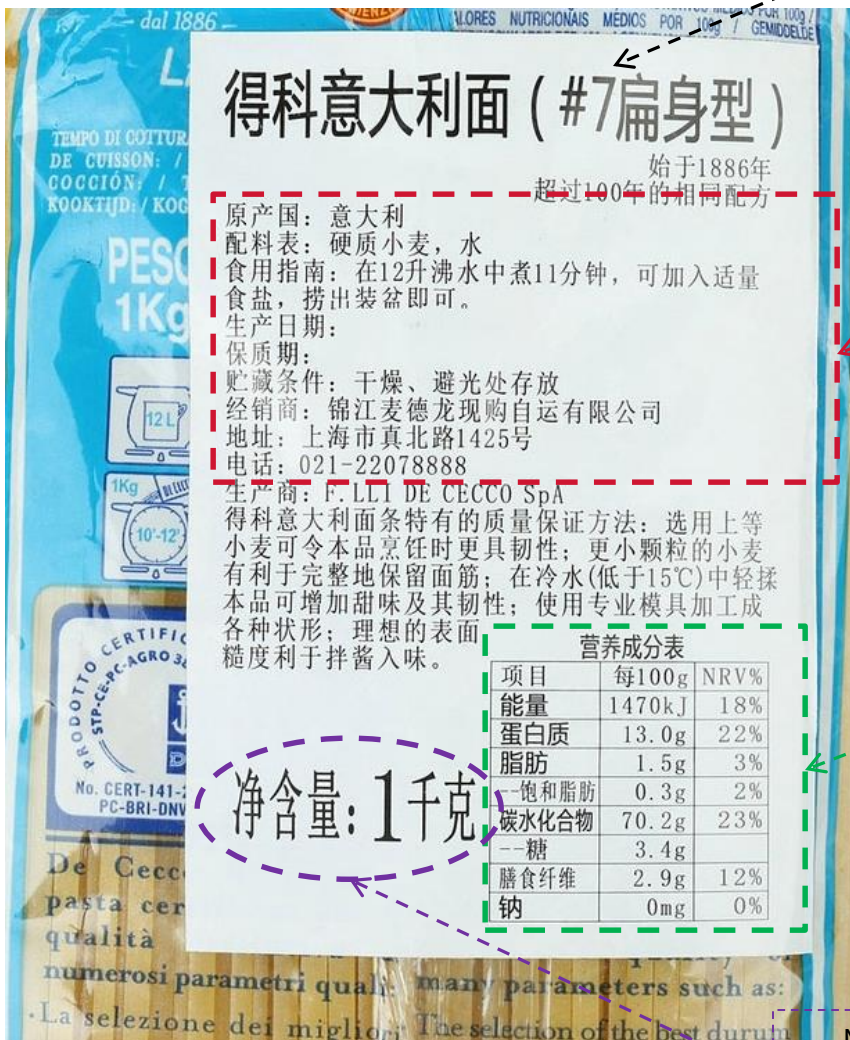 dal 1886
VALORES NUTRICIONAIS MÉDIOS POR 100g / GEMIDDELDE
得科意大利面(#7扁身型)
始于1886年
超过100年的相同配方
TEMPO DI COTTURA
DE CUISSON: /
COCCIÓN: /
KOOKTIJD: / KOG
PESO
1Kg
12 L
1Kg
10'-12'
原产国: 意大利
配料表: 硬质小麦, 水
食用指南: 在12升沸水中煮11分钟, 可加入适量
食盐, 捞出装盆即可。
生产日期:
保质期:
贮藏条件: 干燥、避光处存放
经销商: 锦江麦德龙现购自运有限公司
地址: 上海市真北路1425号
电话: 021-22078888
生产商: F.LLI DE CECCO SpA
得科意大利面条特有的质量保证方法: 选用上等
小麦可令本品烹饪时更具韧性; 更小颗粒的小麦
有利于完整地保留面筋; 在冷水(低于15℃)中轻揉
本品可增加甜味及其韧性; 使用专业模具加工成
各种状形; 理想的表面
糙度利于拌酱入味。
营养成分表
项目 每100g NRV%
能量 1470kJ 18%
蛋白质 13.0g 22%
脂肪 1.5g 3%
--饱和脂肪 0.3g 2%
碳水化合物 70.2g 23%
--糖 3.4g
膳食纤维 2.9g 12%
钠 0mg 0%
净含量: 1千克
PRODOTTO CERTIFIC
STP-CE-PC-AGRO
No. CERT-141-2
PC-BRI-DNV
De Cecc
pasta cer
qualità
numerosi parametri quali:
·La selezione dei migliori
many parameters such as:
The selection of the best durum